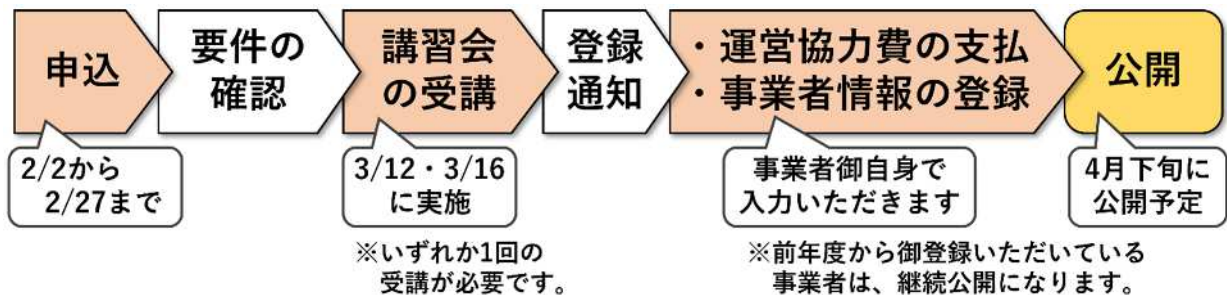 申込
要件の
確認
講習会
の受講
登録
通知
・運営協力費の支払
・事業者情報の登録
公開
2/2から
2/27まで
3/12・3/16
に実施
事業者御自身で
入力いただきます
4月下旬に
公開予定
※いずれか1回の
受講が必要です。
※前年度から御登録いただいている
事業者は、継続公開になります。